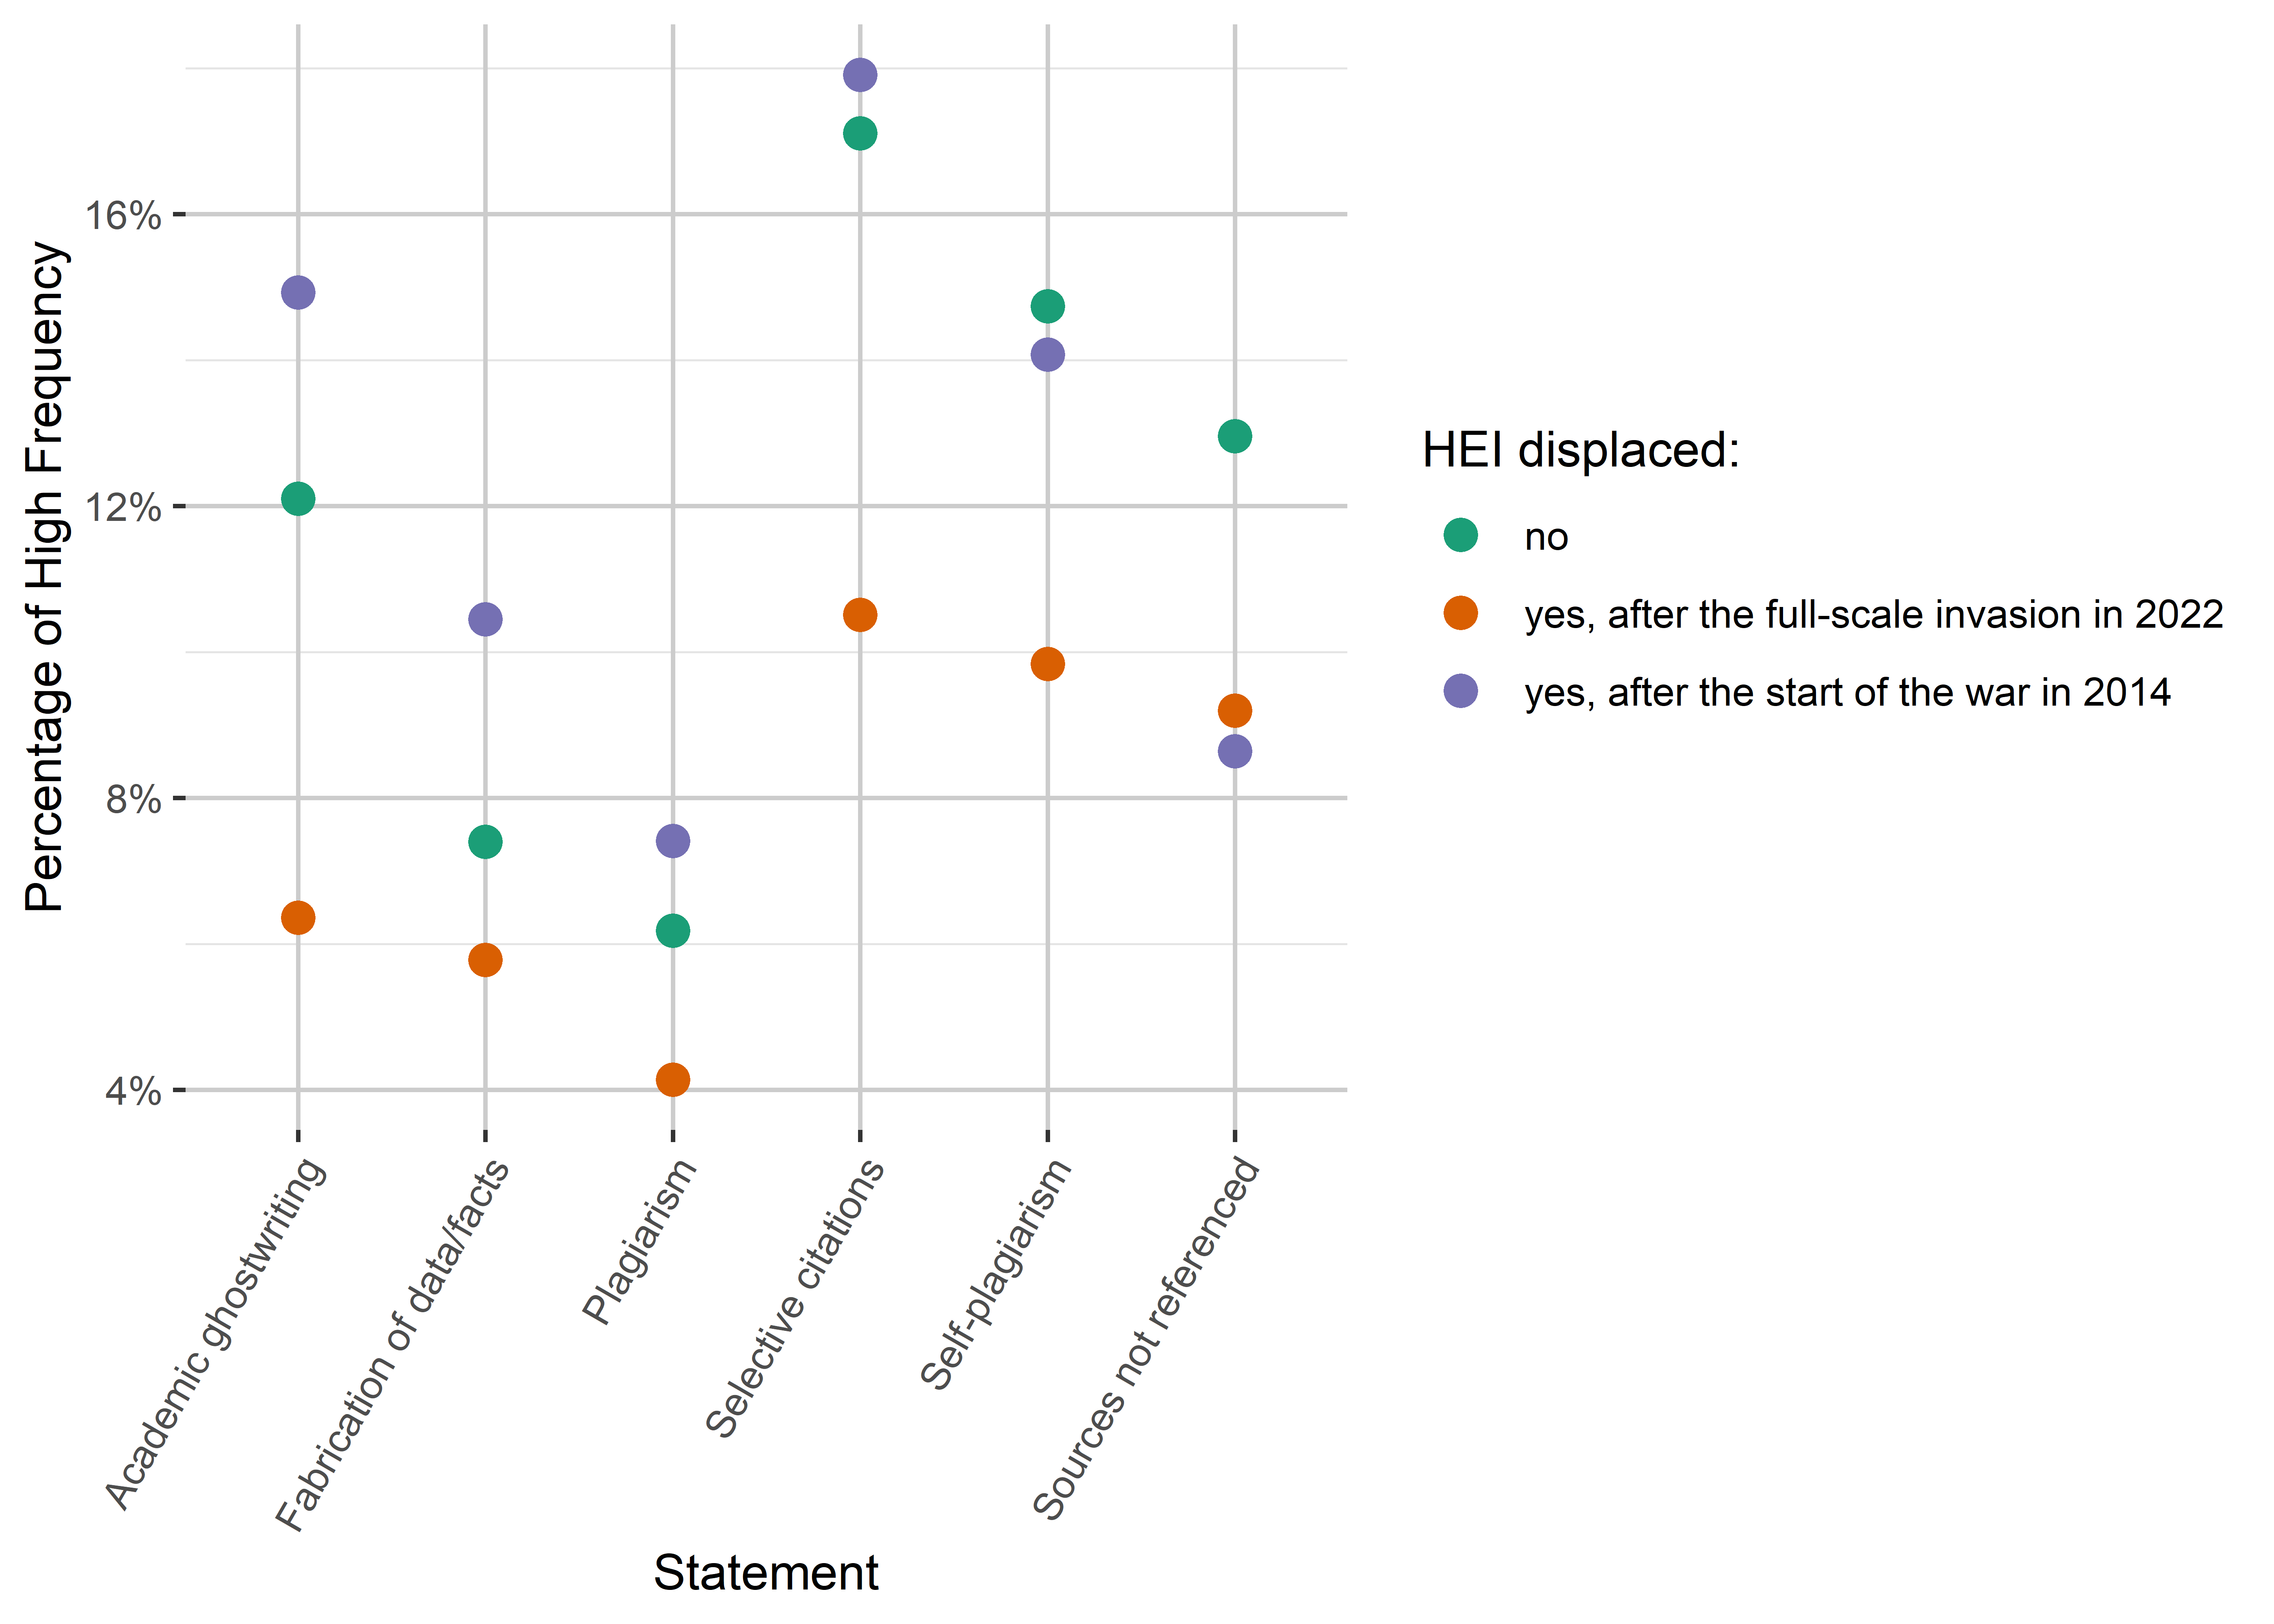 Percentage of High Frequency
16%
12%
8%
4%
Academic ghostwriting
Fabrication of data/facts
Plagiarism
Selective citations
Self-plagiarism
Sources not referenced
Statement
HEI displaced:
no
yes, after the full-scale invasion in 2022
yes, after the start of the war in 2014